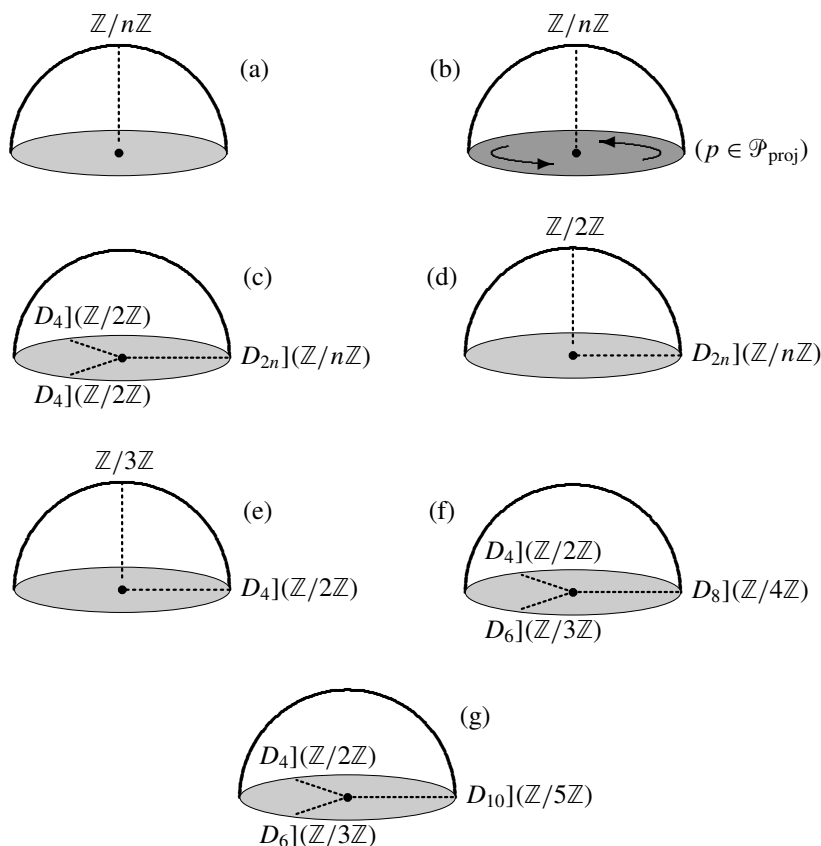 ℤ/nℤ
(a)
ℤ/nℤ
(b)
(p ∈ 𝒫proj)
(c)
D₄](ℤ/2ℤ)
D₂ₙ](ℤ/nℤ)
D₄](ℤ/2ℤ)
ℤ/2ℤ
(d)
D₂ₙ](ℤ/nℤ)
ℤ/3ℤ
(e)
D₄](ℤ/2ℤ)
(f)
D₄](ℤ/2ℤ)
D₈](ℤ/4ℤ)
D₆](ℤ/3ℤ)
(g)
D₄](ℤ/2ℤ)
D₁₀](ℤ/5ℤ)
D₆](ℤ/3ℤ)